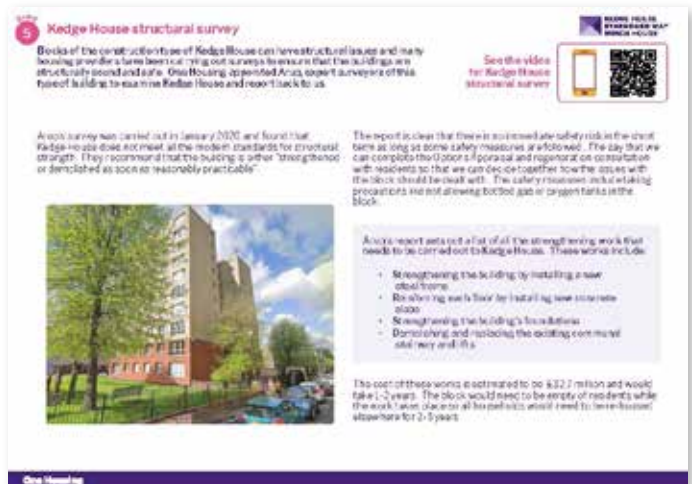 5
Kedge House structural survey
KEDGE HOUSE
STARBOARD WAY
WINCH HOUSE
Blocks of the construction type of Kedge House can have structural issues and many
housing providers have been carrying out surveys to ensure that the buildings are
structurally sound and safe. One Housing appointed Arup, expert surveyors of this
type of building to examine Kedge House and report back to us.
See the video
for Kedge House
structural survey
Arup's survey was carried out in January 2020 and found that
Kedge House does not meet all the modern standards for structural
strength. They recommend that the building is either "strengthened
or demolished as soon as reasonably practicable".
The report is clear that there is no immediate safety risk in the short
term as long as some safety measures are followed. They say that we
can complete the Options Appraisal and regeneration consultation
with residents so that we can decide together how the issues with
the block should be dealt with. The safety measures include taking
precautions like not allowing bottled gas or oxygen tanks in the
block.
Arup's report sets out a list of all the strengthening work that
needs to be carried out to Kedge House. These works include:
• Strengthening the building by installing a new
steel frame
• Reinforcing each floor by installing new concrete
slabs
• Strengthening the building's foundations
• Demolishing and replacing the existing communal
stairway and lifts
The cost of these works is estimated to be £32.7 million and would
take 1-2 years. The block would need to be empty of residents while
the work takes place so all households would need to be re-housed
elsewhere for 2-3 years
One Housing